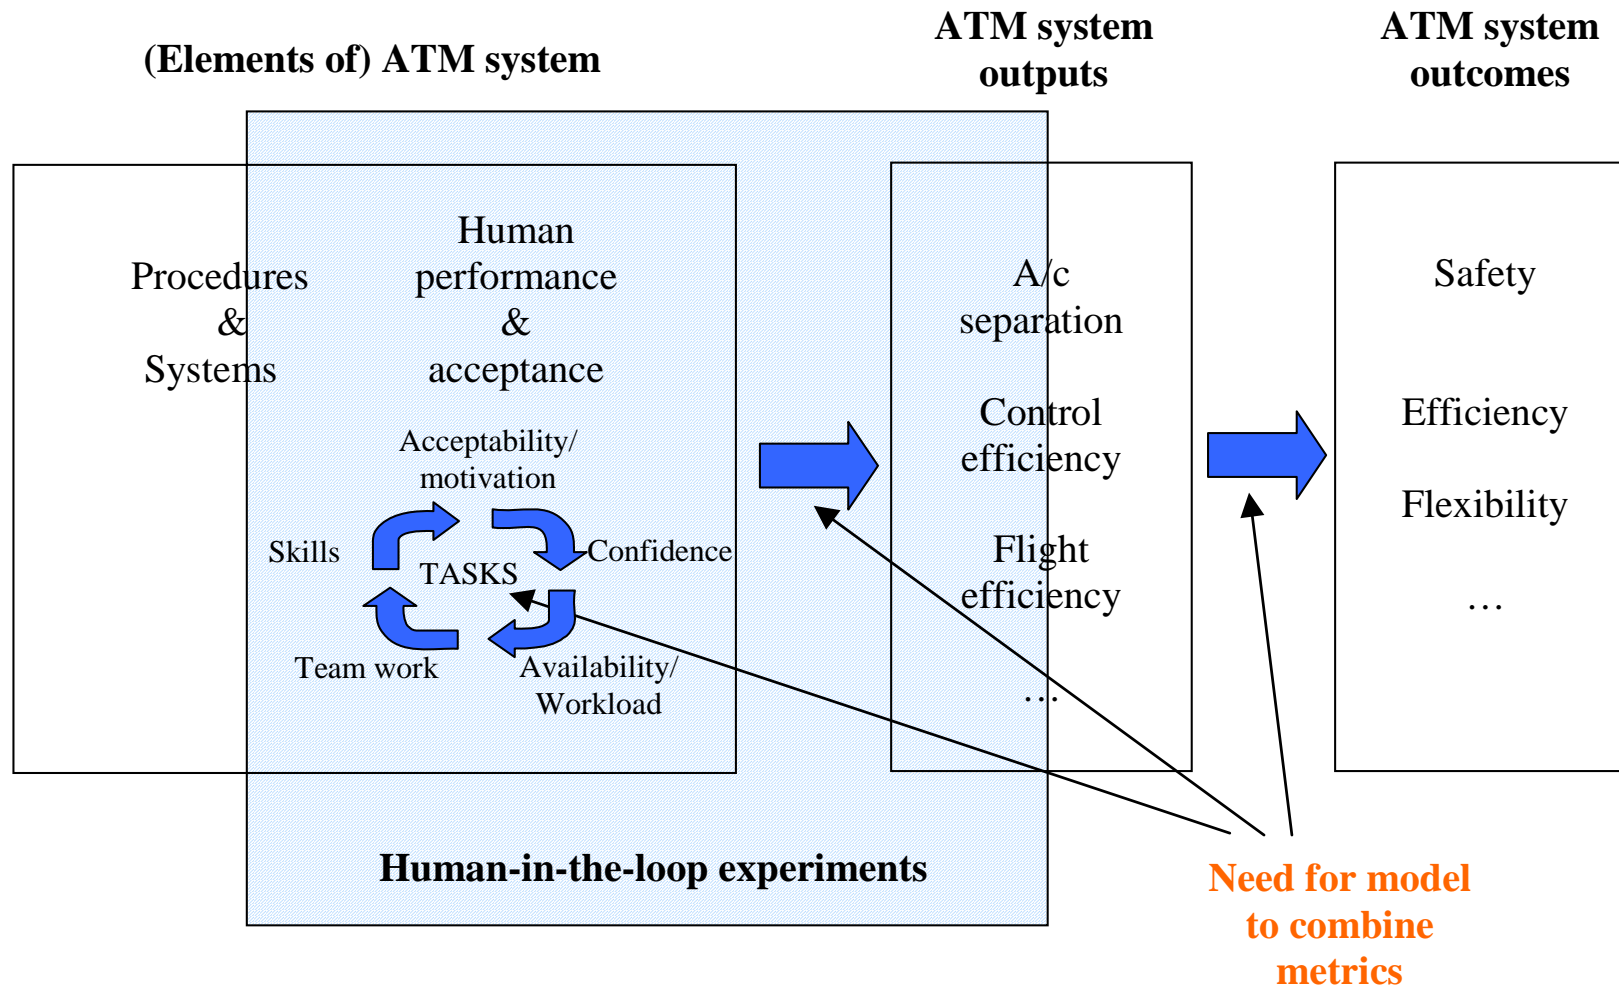 (Elements of) ATM system
ATM system
outputs
ATM system
outcomes
Procedures
&
Systems
Human
performance
&
acceptance
Acceptability/
motivation
Skills
TASKS
Confidence
Team work
Availability/
Workload
A/c
separation
Control
efficiency
Flight
efficiency
…
Safety
Efficiency
Flexibility
…
Human-in-the-loop experiments
Need for model
to combine
metrics